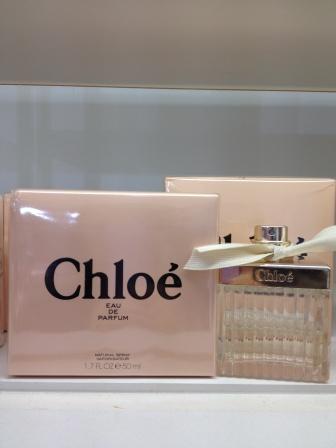 Chloé
EAU
DE
PARFUM
NATURAL SPRAY
VAPORISATEUR
1.7 FL OZ ℮ 50 ml
Chloé